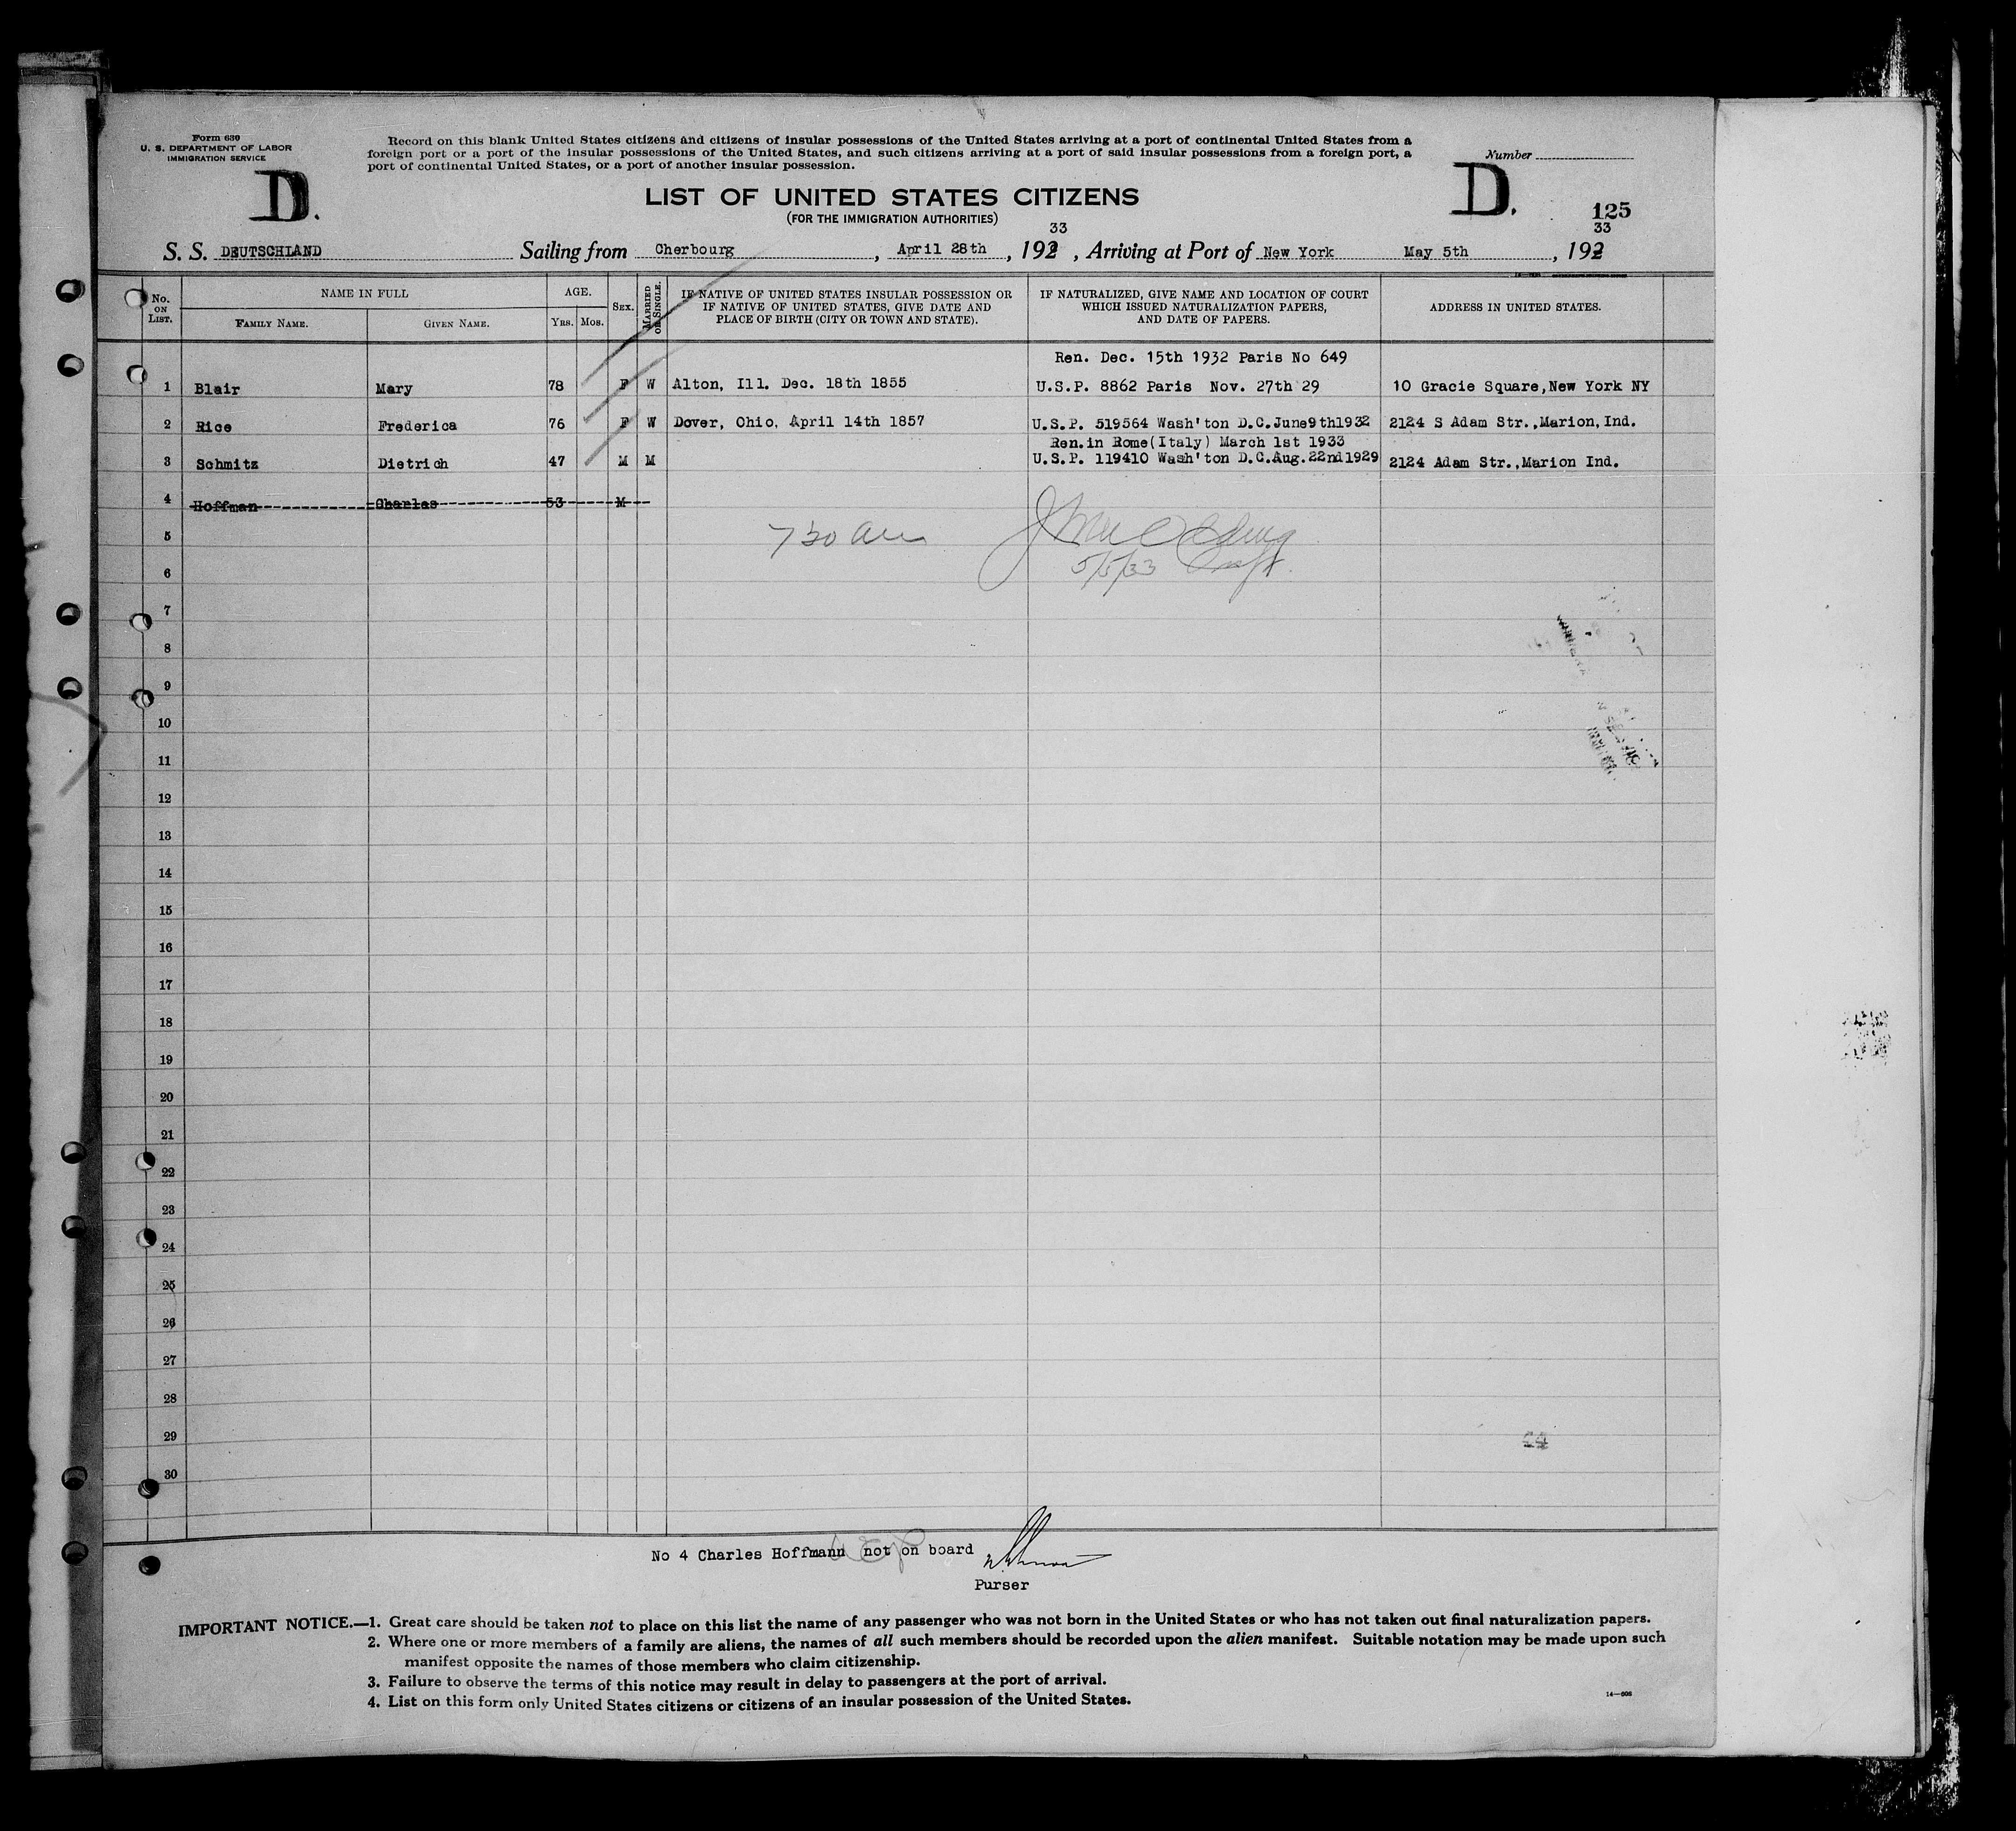 Form 630
U. S. DEPARTMENT OF LABOR
IMMIGRATION SERVICE
Record on this blank United States citizens and citizens of insular possessions of the United States arriving at a port of continental United States from a
foreign port or a port of the insular possessions of the United States, and such citizens arriving at a port of said insular possessions from a foreign port, a
port of continental United States, or a port of another insular possession.
Number
D.
D.
LIST OF UNITED STATES CITIZENS
(FOR THE IMMIGRATION AUTHORITIES)
125
33 33
S. S. DEUTSCHLAND Sailing from Cherbourg, April 28th, 192, Arriving at Port of New York May 5th, 192
No. ON LIST. NAME IN FULL AGE. SEX. MARRIED OR SINGLE. IF NATIVE OF UNITED STATES INSULAR POSSESSION OR IF NATIVE OF UNITED STATES, GIVE DATE AND PLACE OF BIRTH (CITY OR TOWN AND STATE). IF NATURALIZED, GIVE NAME AND LOCATION OF COURT WHICH ISSUED NATURALIZATION PAPERS, AND DATE OF PAPERS. ADDRESS IN UNITED STATES.
FAMILY NAME. GIVEN NAME. YRS. MOS.
Ren. Dec. 15th 1932 Paris No 649
1 Blair Mary 78 F W Alton, Ill. Dec. 18th 1855 U.S.P. 8862 Paris Nov. 27th 29 10 Gracie Square,New York NY
2 Rice Frederica 76 F W Dover, Ohio, April 14th 1857 U.S.P. 519564 Wash'ton D.C.June9th1932 2124 S Adam Str.,Marion,Ind.
Ren.in Rome(Italy) March 1st 1933
3 Schmitz Dietrich 47 M M U.S.P. 119410 Wash'ton D.C.Aug.22nd1929 2124 Adam Str.,Marion Ind.
4 Hoffman Charles 53 M
5 7 30 am
6 5/5/33
7
8
9
10
11
12
13
14
15
16
17
18
19
20
21
22
23
24
25
26
27
28
29
30
No 4 Charles Hoffmann not on board
Purser
IMPORTANT NOTICE.—1. Great care should be taken not to place on this list the name of any passenger who was not born in the United States or who has not taken out final naturalization papers.
2. Where one or more members of a family are aliens, the names of all such members should be recorded upon the alien manifest. Suitable notation may be made upon such
manifest opposite the names of those members who claim citizenship.
3. Failure to observe the terms of this notice may result in delay to passengers at the port of arrival.
4. List on this form only United States citizens or citizens of an insular possession of the United States.
14—608